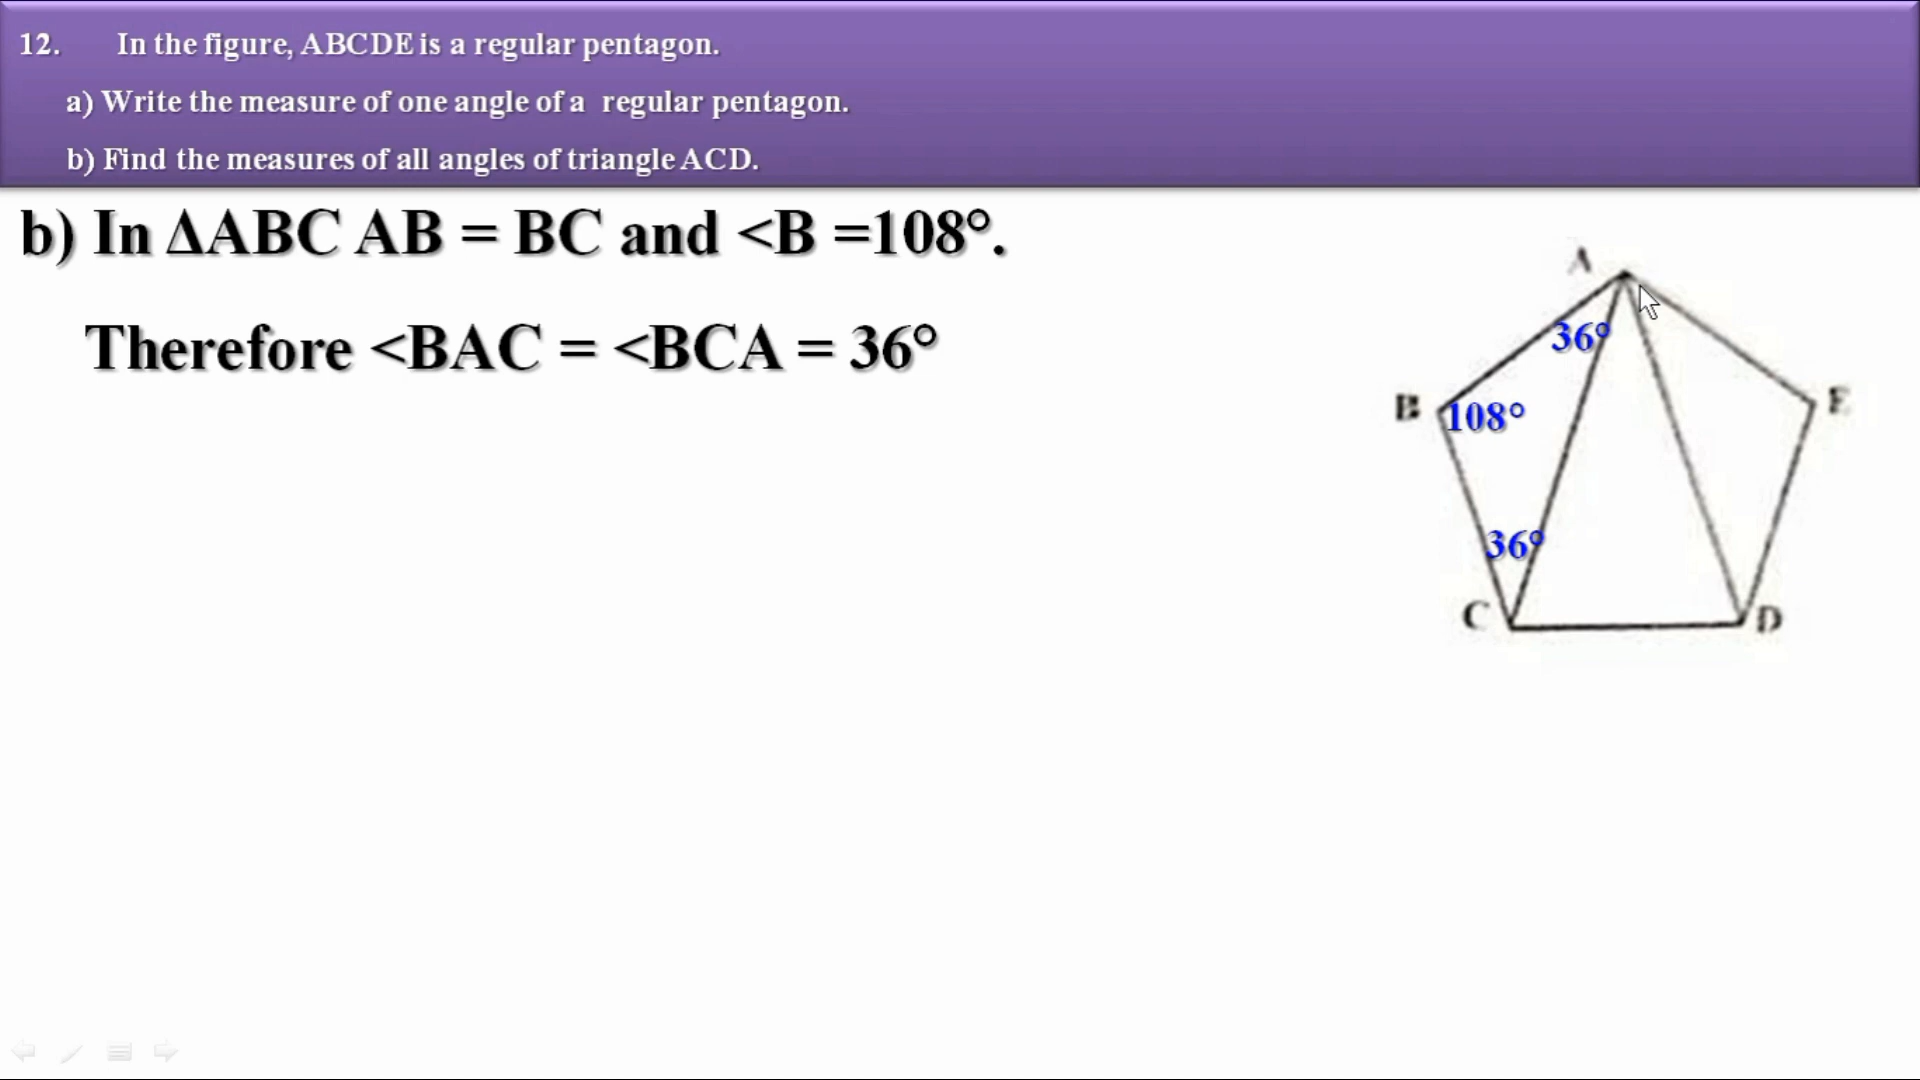 12. In the figure, ABCDE is a regular pentagon.
a) Write the measure of one angle of a regular pentagon.
b) Find the measures of all angles of triangle ACD.
b) In ΔABC AB = BC and <B =108°.
Therefore <BAC = <BCA = 36°
A
36°
B
108°
E
36°
C
D